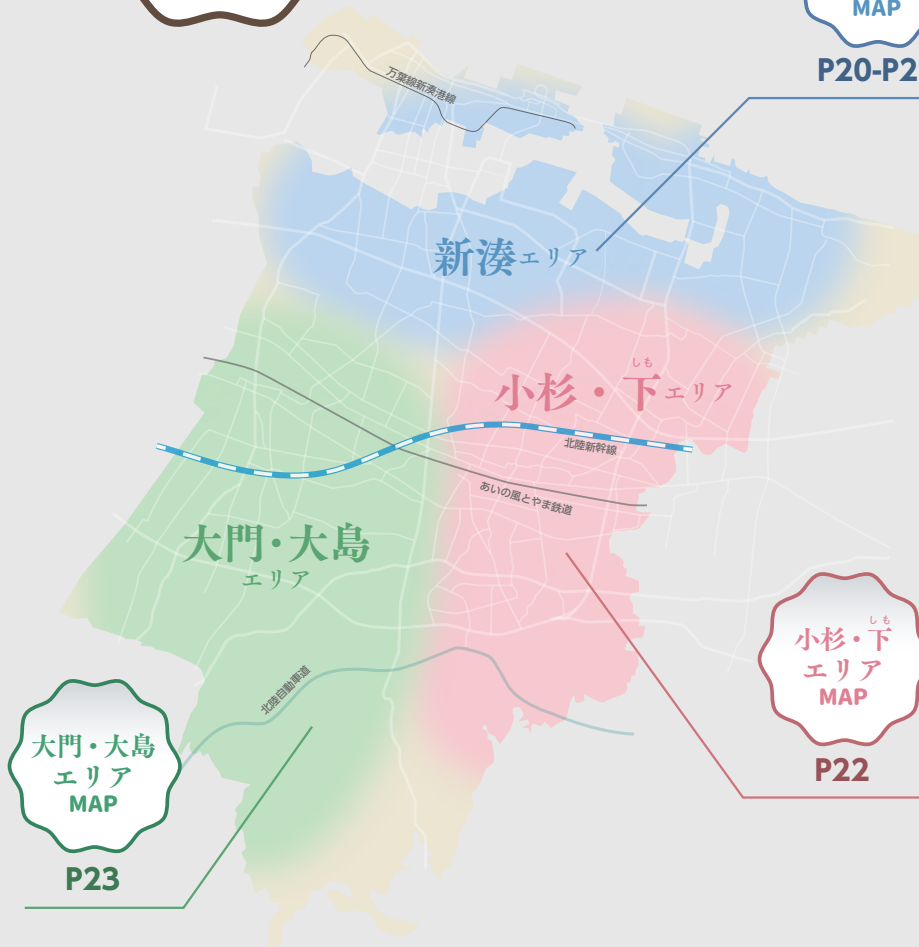 MAP
P20-P2
万葉線新湊港線
新湊エリア
しも
小杉・下エリア
北陸新幹線
あいの風とやま鉄道
大門・大島
エリア
北陸自動車道
しも
小杉・下
エリア
MAP
P22
大門・大島
エリア
MAP
P23